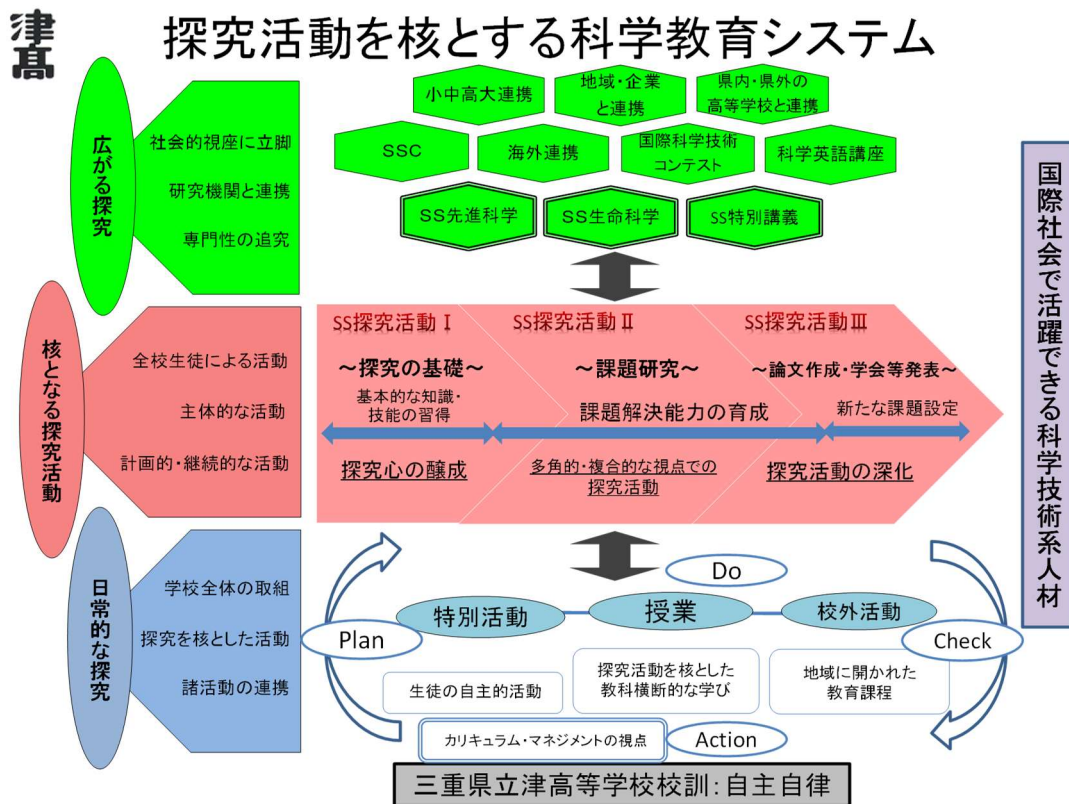 津高
探究活動を核とする科学教育システム
広がる探究
社会的視座に立脚
研究機関と連携
専門性の追究
小中高大連携
地域・企業
と連携
県内・県外の
高等学校と連携
SSC
海外連携
国際科学技術
コンテスト
科学英語講座
SS先進科学
SS生命科学
SS特別講義
国際社会で活躍できる科学技術系人材
核となる探究活動
全校生徒による活動
主体的な活動
計画的・継続的な活動
SS探究活動Ⅰ
～探究の基礎～
基本的な知識・
技能の習得
探究心の醸成
SS探究活動Ⅱ
～課題研究～
課題解決能力の育成
多角的・複合的な視点での
探究活動
SS探究活動Ⅲ
～論文作成・学会等発表～
新たな課題設定
探究活動の深化
日常的な探究
学校全体の取組
探究を核とした活動
諸活動の連携
Plan
Do
Check
Action
特別活動
授業
校外活動
生徒の自主的活動
探究活動を核とした
教科横断的な学び
地域に開かれた
教育課程
カリキュラム・マネジメントの視点
三重県立津高等学校校訓:自主自律